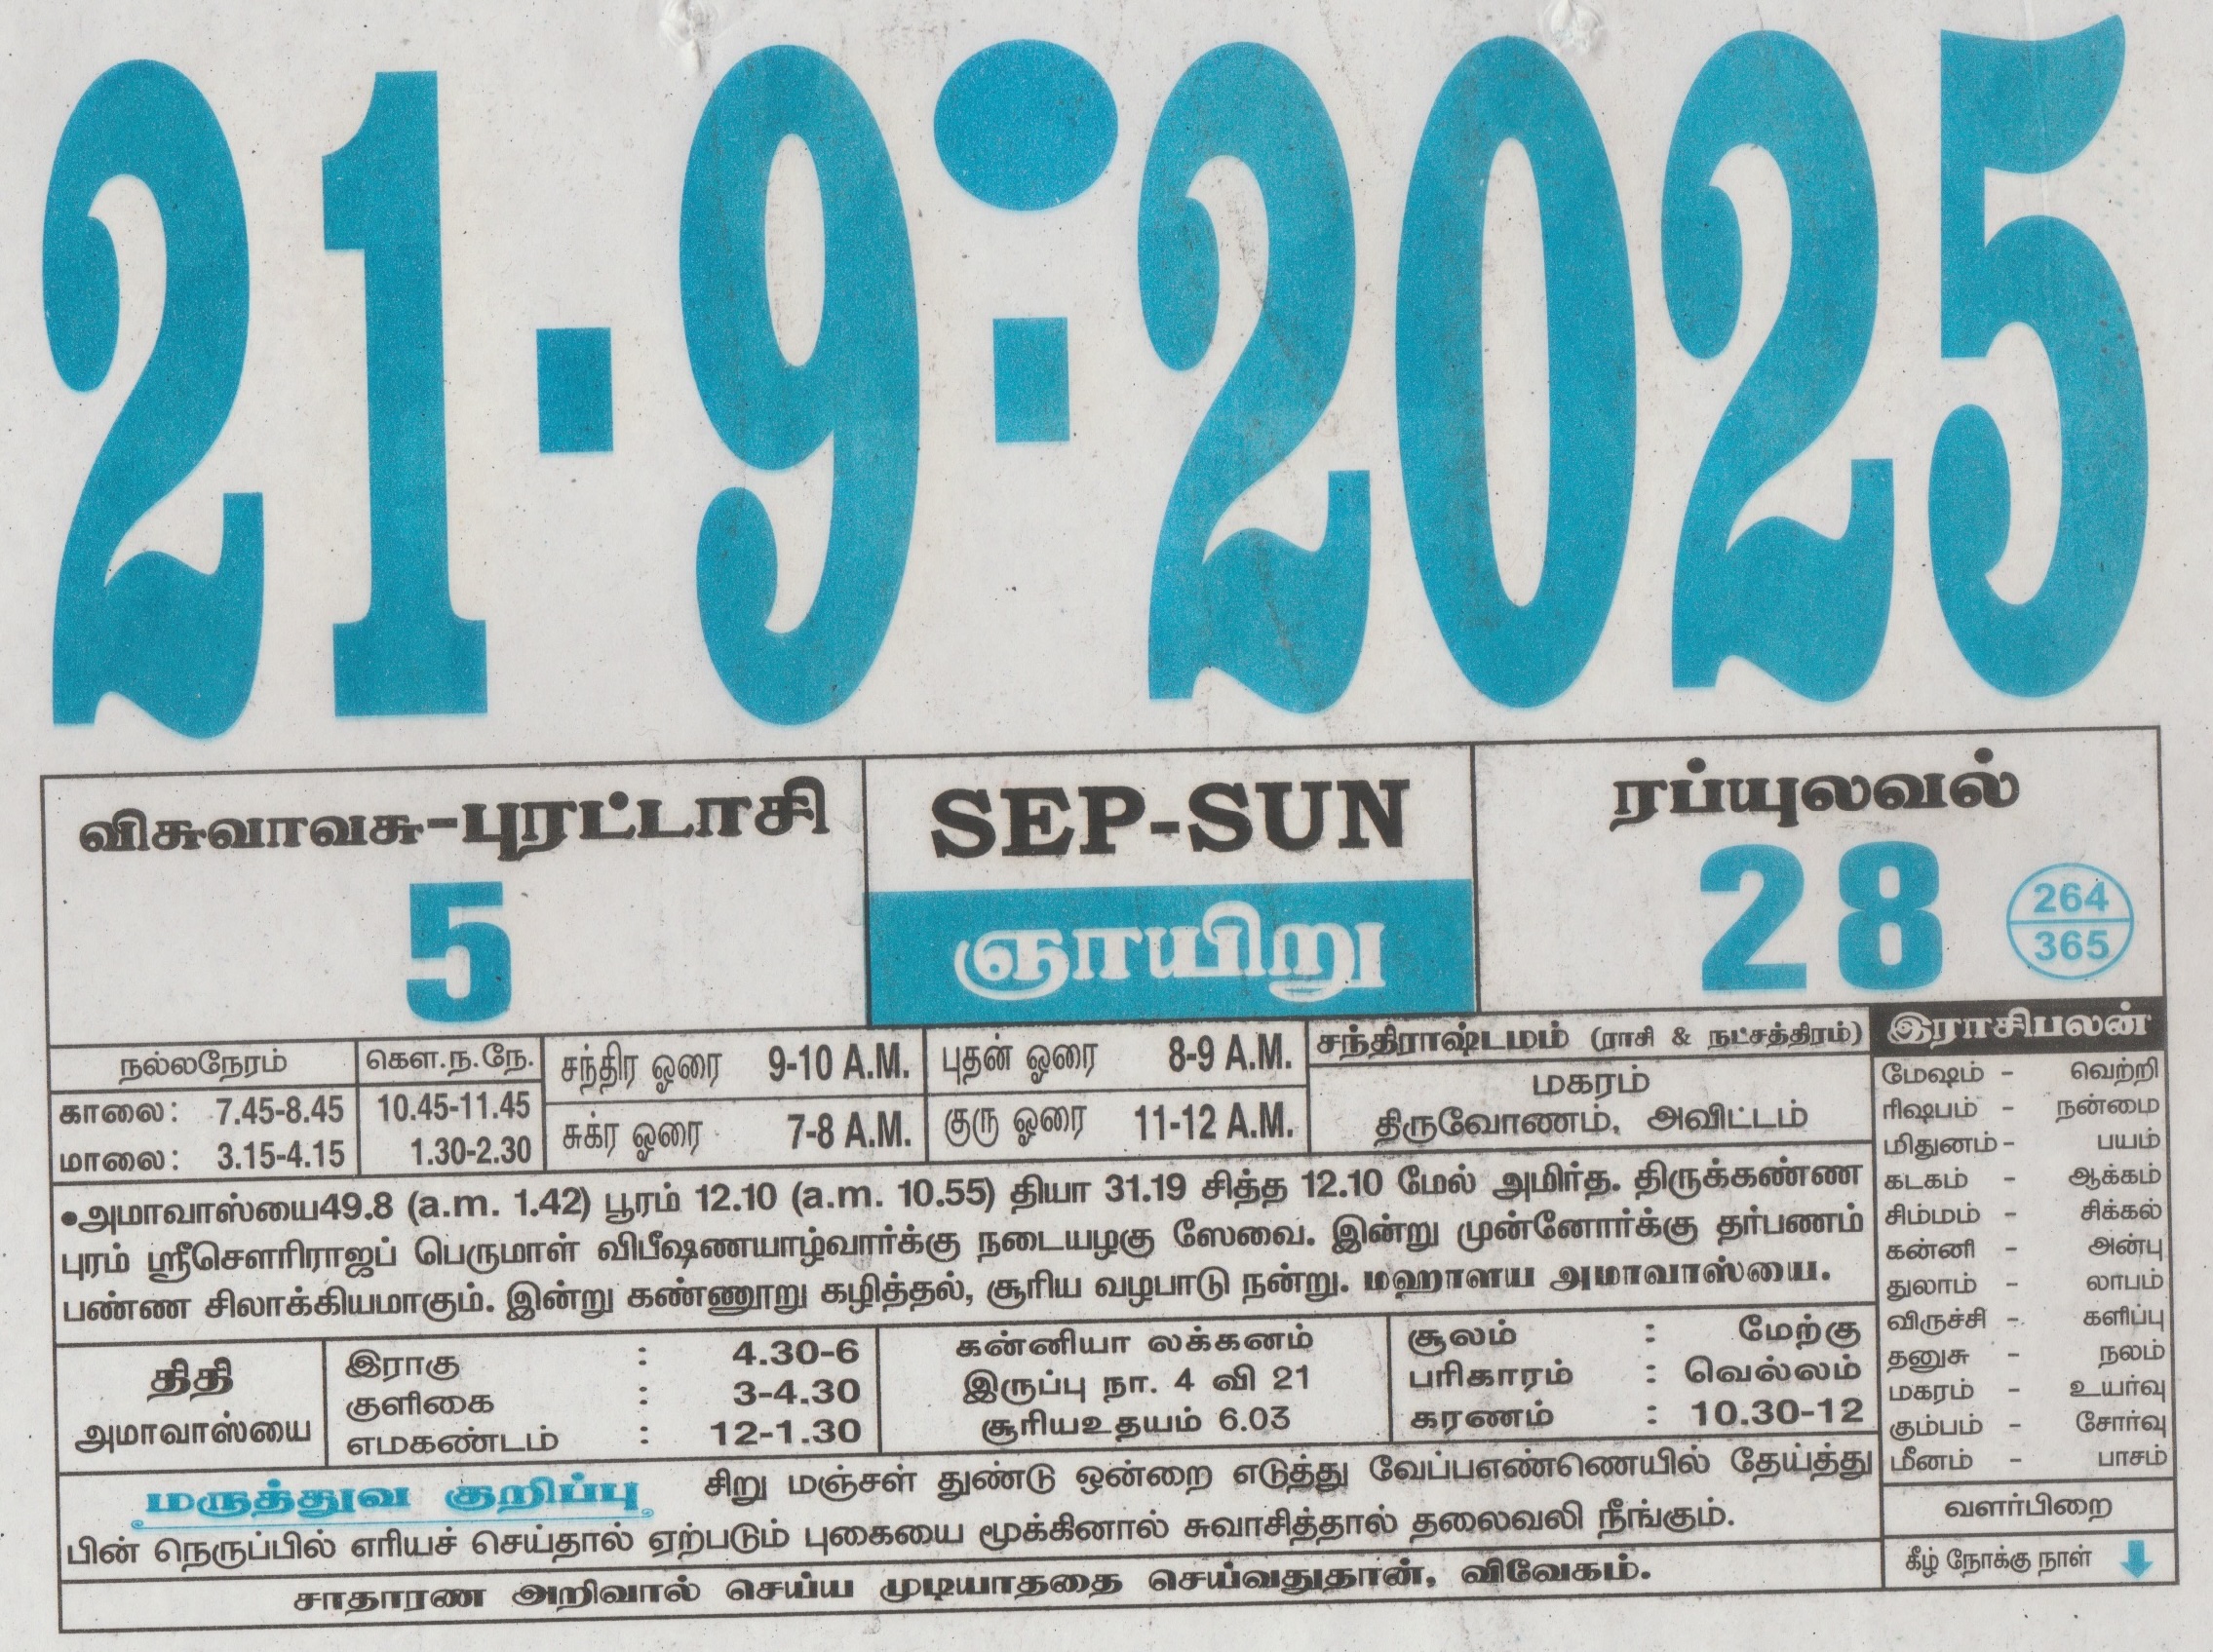 21.9.2025
விசுவாவசு-புரட்டாசி
5
SEP-SUN
ஞாயிறு
ரப்யுலவல்
28
264
365
நல்லநேரம்
காலை: 7.45-8.45
மாலை: 3.15-4.15
கௌ.ந.நே.
10.45-11.45
1.30-2.30
சந்திர ஓரை 9-10 A.M.
சுக்ர ஓரை 7-8 A.M.
புதன் ஓரை 8-9 A.M.
குரு ஓரை 11-12 A.M.
சந்திராஷ்டமம் (ராசி & நட்சத்திரம்)
மகரம்
திருவோணம், அவிட்டம்
•அமாவாஸ்யை49.8 (a.m. 1.42) பூரம் 12.10 (a.m. 10.55) தியா 31.19 சித்த 12.10 மேல் அமிர்த. திருக்கண்ண
புரம் ஸ்ரீசௌரிராஜப் பெருமாள் விபீஷணயாழ்வார்க்கு நடையழகு ஸேவை. இன்று முன்னோர்க்கு தர்பணம்
பண்ண சிலாக்கியமாகும். இன்று கண்ணூறு கழித்தல், சூரிய வழபாடு நன்று. மஹாளய அமாவாஸ்யை.
திதி
அமாவாஸ்யை
இராகு : 4.30-6
குளிகை : 3-4.30
எமகண்டம் : 12-1.30
கன்னியா லக்கனம்
இருப்பு நா. 4 வி 21
சூரியஉதயம் 6.03
சூலம் : மேற்கு
பரிகாரம் : வெல்லம்
கரணம் : 10.30-12
மருத்துவ குறிப்பு சிறு மஞ்சள் துண்டு ஒன்றை எடுத்து வேப்பஎண்ணெயில் தேய்த்து
பின் நெருப்பில் எரியச் செய்தால் ஏற்படும் புகையை மூக்கினால் சுவாசித்தால் தலைவலி நீங்கும்.
சாதாரண அறிவால் செய்ய முடியாததை செய்வதுதான், விவேகம்.
இராசிபலன்
மேஷம் - வெற்றி
ரிஷபம் - நன்மை
மிதுனம் - பயம்
கடகம் - ஆக்கம்
சிம்மம் - சிக்கல்
கன்னி - அன்பு
துலாம் - லாபம்
விருச்சி - களிப்பு
தனுசு - நலம்
மகரம் - உயர்வு
கும்பம் - சோர்வு
மீனம் - பாசம்
வளர்பிறை
கீழ் நோக்கு நாள்